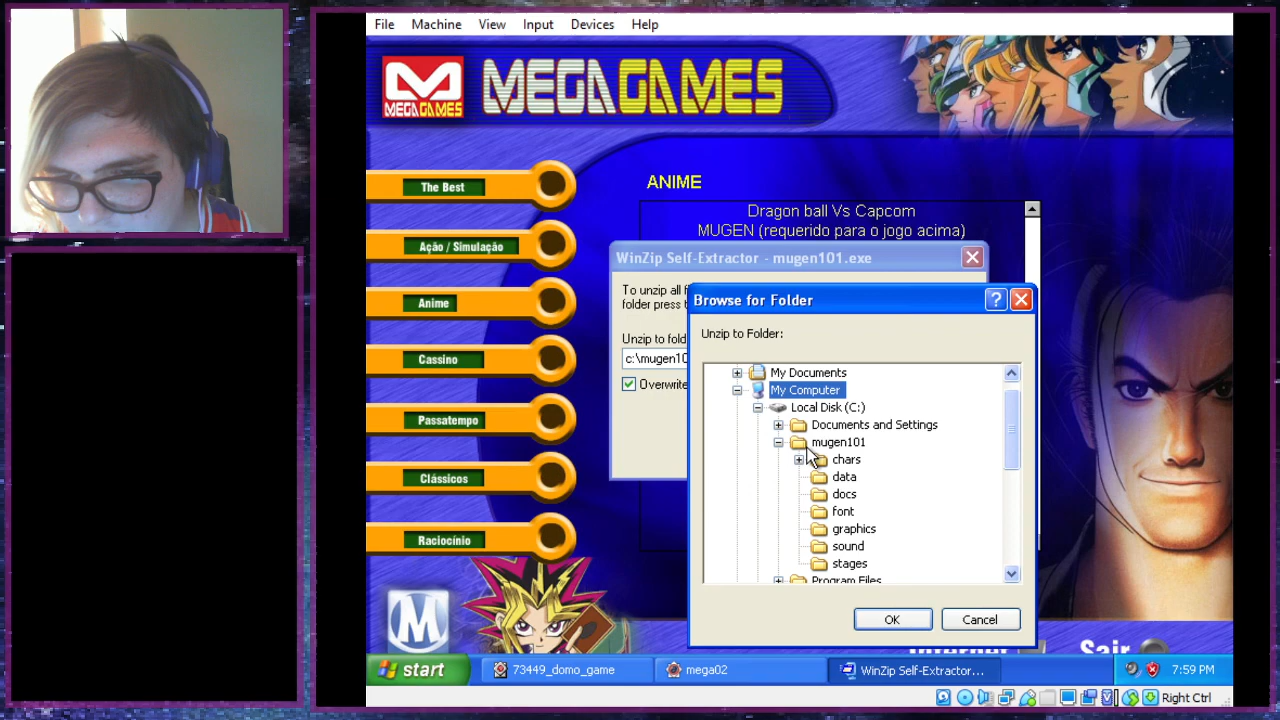 File Machine View Input Devices Help
MEGAGAMES
MEGAGAMES
The Best
Ação / Simulação
Anime
Cassino
Passatempo
Clássicos
Raciocínio
ANIME
Dragon ball Vs Capcom
MUGEN (requerido para o jogo acima)
WinZip Self-Extractor - mugen101.exe
To unzip all
folder press
Unzip to fold
c:\mugen10
Overwrite
Browse for Folder
Unzip to Folder:
My Documents
My Computer
Local Disk (C:)
Documents and Settings
mugen101
chars
data
docs
font
graphics
sound
stages
Program Files
OK Cancel
M
Internet Sair
start 73449_domo_game mega02 WinZip Self-Extractor... 7:59 PM
Right Ctrl